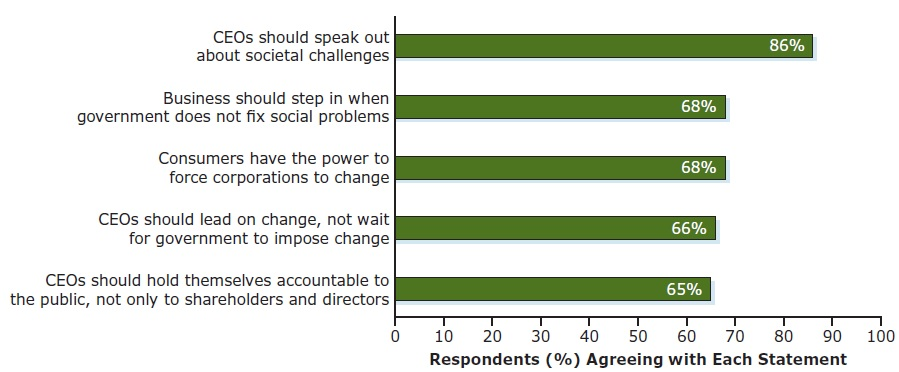 CEOs should speak out
about societal challenges
86%
Business should step in when
government does not fix social problems
68%
Consumers have the power to
force corporations to change
68%
CEOs should lead on change, not wait
for government to impose change
66%
CEOs should hold themselves accountable to
the public, not only to shareholders and directors
65%
0 10 20 30 40 50 60 70 80 90 100
Respondents (%) Agreeing with Each Statement